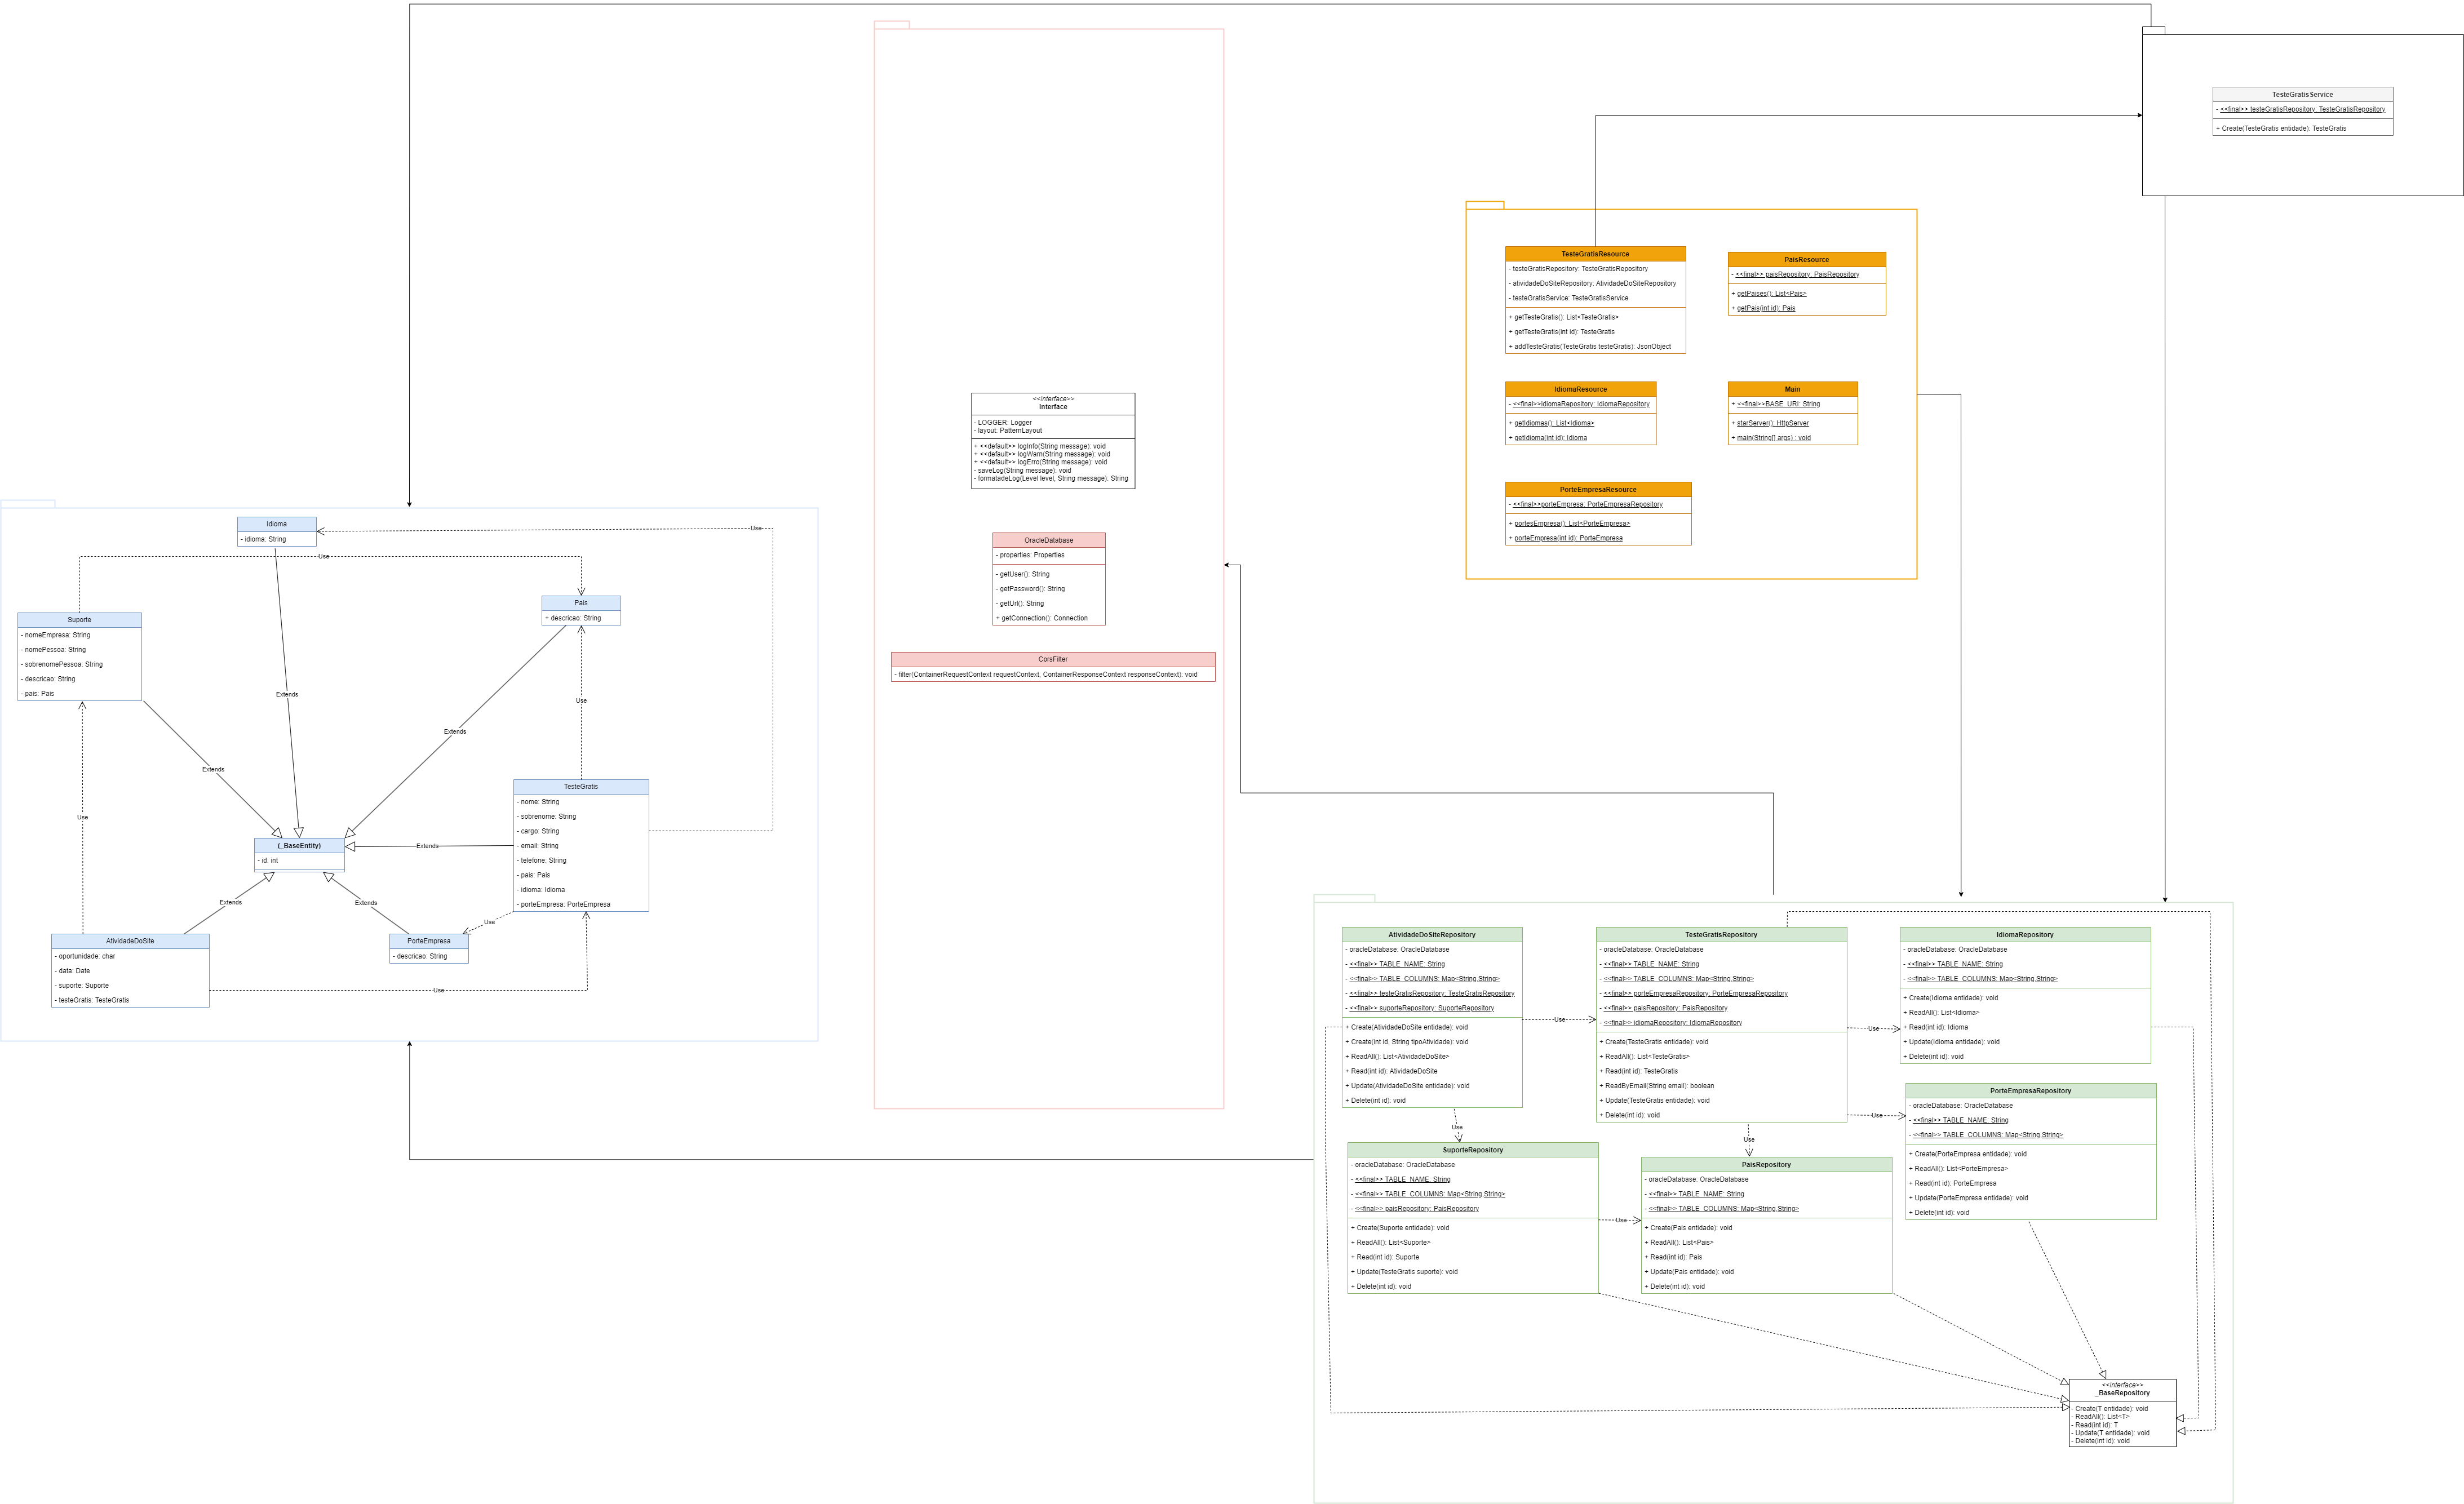 TesteGratisService
- <<final>> testeGratisRepository: TesteGratisRepository
+ Create(TesteGratis entidade): TesteGratis
TesteGratisResource
- testeGratisRepository: TesteGratisRepository
- atividadeDoSiteRepository: AtividadeDoSiteRepository
- testeGratisService: TesteGratisService
+ getTesteGratis(): List<TesteGratis>
+ getTesteGratis(int id): TesteGratis
+ addTesteGratis(TesteGratis testeGratis): JsonObject
PaisResource
- <<final>> paisRepository: PaisRepository
+ getPaises(): List<Pais>
+ getPais(int id): Pais
IdiomaResource
- <<final>>idiomaRepository: IdiomaRepository
+ getIdiomas(): List<Idioma>
+ getIdioma(int id): Idioma
Main
+ <<final>>BASE_URI: String
+ starServer(): HttpServer
+ main(String[] args) : void
PorteEmpresaResource
- <<final>>porteEmpresa: PorteEmpresaRepository
+ portesEmpresa(): List<PorteEmpresa>
+ porteEmpresa(int id): PorteEmpresa
<<Interface>>
Interface
- LOGGER: Logger
- layout: PatternLayout
+ <<default>> logInfo(String message): void
+ <<default>> logWarn(String message): void
+ <<default>> logErro(String message): void
- saveLog(String message): void
- formatadeLog(Level level, String message): String
OracleDatabase
- properties: Properties
- getUser(): String
- getPassword(): String
- getUrl(): String
+ getConnection(): Connection
CorsFilter
- filter(ContainerRequestContext requestContext, ContainerResponseContext responseContext): void
Idioma
- idioma: String
Use
Use
Suporte
- nomeEmpresa: String
- nomePessoa: String
- sobrenomePessoa: String
- descricao: String
- pais: Pais
Pais
+ descricao: String
Extends
Use
Extends
Extends
Use
TesteGratis
- nome: String
- sobrenome: String
- cargo: String
- email: String
- telefone: String
- pais: Pais
- idioma: Idioma
- porteEmpresa: PorteEmpresa
(_BaseEntity)
- id: int
Extends
Extends
Extends
Use
AtividadeDoSite
- oportunidade: char
- data: Date
- suporte: Suporte
- testeGratis: TesteGratis
PorteEmpresa
- descricao: String
Use
AtividadeDoSiteRepository
- oracleDatabase: OracleDatabase
- <<final>> TABLE_NAME: String
- <<final>> TABLE_COLUMNS: Map<String,String>
- <<final>> testeGratisRepository: TesteGratisRepository
- <<final>> suporteRepository: SuporteRepository
+ Create(AtividadeDoSite entidade): void
+ Create(int id, String tipoAtividade): void
+ ReadAll(): List<AtividadeDoSite>
+ Read(int id): AtividadeDoSite
+ Update(AtividadeDoSite entidade): void
+ Delete(int id): void
Use
TesteGratisRepository
- oracleDatabase: OracleDatabase
- <<final>> TABLE_NAME: String
- <<final>> TABLE_COLUMNS: Map<String,String>
- <<final>> porteEmpresaRepository: PorteEmpresaRepository
- <<final>> paisRepository: PaisRepository
- <<final>> idiomaRepository: IdiomaRepository
+ Create(TesteGratis entidade): void
+ ReadAll(): List<TesteGratis>
+ Read(int id): TesteGratis
+ ReadByEmail(String email): boolean
+ Update(TesteGratis entidade): void
+ Delete(int id): void
Use
Use
IdiomaRepository
- oracleDatabase: OracleDatabase
- <<final>> TABLE_NAME: String
- <<final>> TABLE_COLUMNS: Map<String,String>
+ Create(Idioma entidade): void
+ ReadAll(): List<Idioma>
+ Read(int id): Idioma
+ Update(Idioma entidade): void
+ Delete(int id): void
PorteEmpresaRepository
- oracleDatabase: OracleDatabase
- <<final>> TABLE_NAME: String
- <<final>> TABLE_COLUMNS: Map<String,String>
+ Create(PorteEmpresa entidade): void
+ ReadAll(): List<PorteEmpresa>
+ Read(int id): PorteEmpresa
+ Update(PorteEmpresa entidade): void
+ Delete(int id): void
Use
Use
SuporteRepository
- oracleDatabase: OracleDatabase
- <<final>> TABLE_NAME: String
- <<final>> TABLE_COLUMNS: Map<String,String>
- <<final>> paisRepository: PaisRepository
+ Create(Suporte entidade): void
+ ReadAll(): List<Suporte>
+ Read(int id): Suporte
+ Update(TesteGratis suporte): void
+ Delete(int id): void
Use
PaisRepository
- oracleDatabase: OracleDatabase
- <<final>> TABLE_NAME: String
- <<final>> TABLE_COLUMNS: Map<String,String>
+ Create(Pais entidade): void
+ ReadAll(): List<Pais>
+ Read(int id): Pais
+ Update(Pais entidade): void
+ Delete(int id): void
<<Interface>>
_BaseRepository
- Create(T entidade): void
- ReadAll(): List<T>
- Read(int id): T
- Update(T entidade): void
- Delete(int id): void